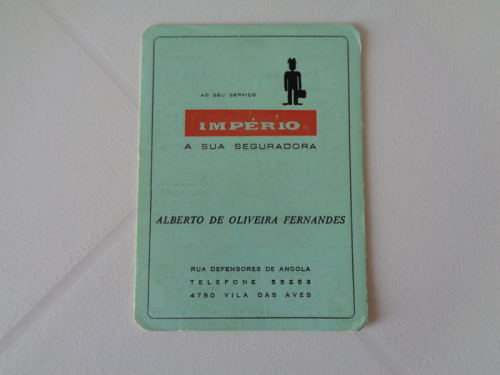 AO SEU SERVIÇO
IMPÉRIO
A SUA SEGURADORA
ALBERTO DE OLIVEIRA FERNANDES
RUA DEFENSORES DE ANGOLA
TELEFONE 55253
4780 VILA DAS AVES